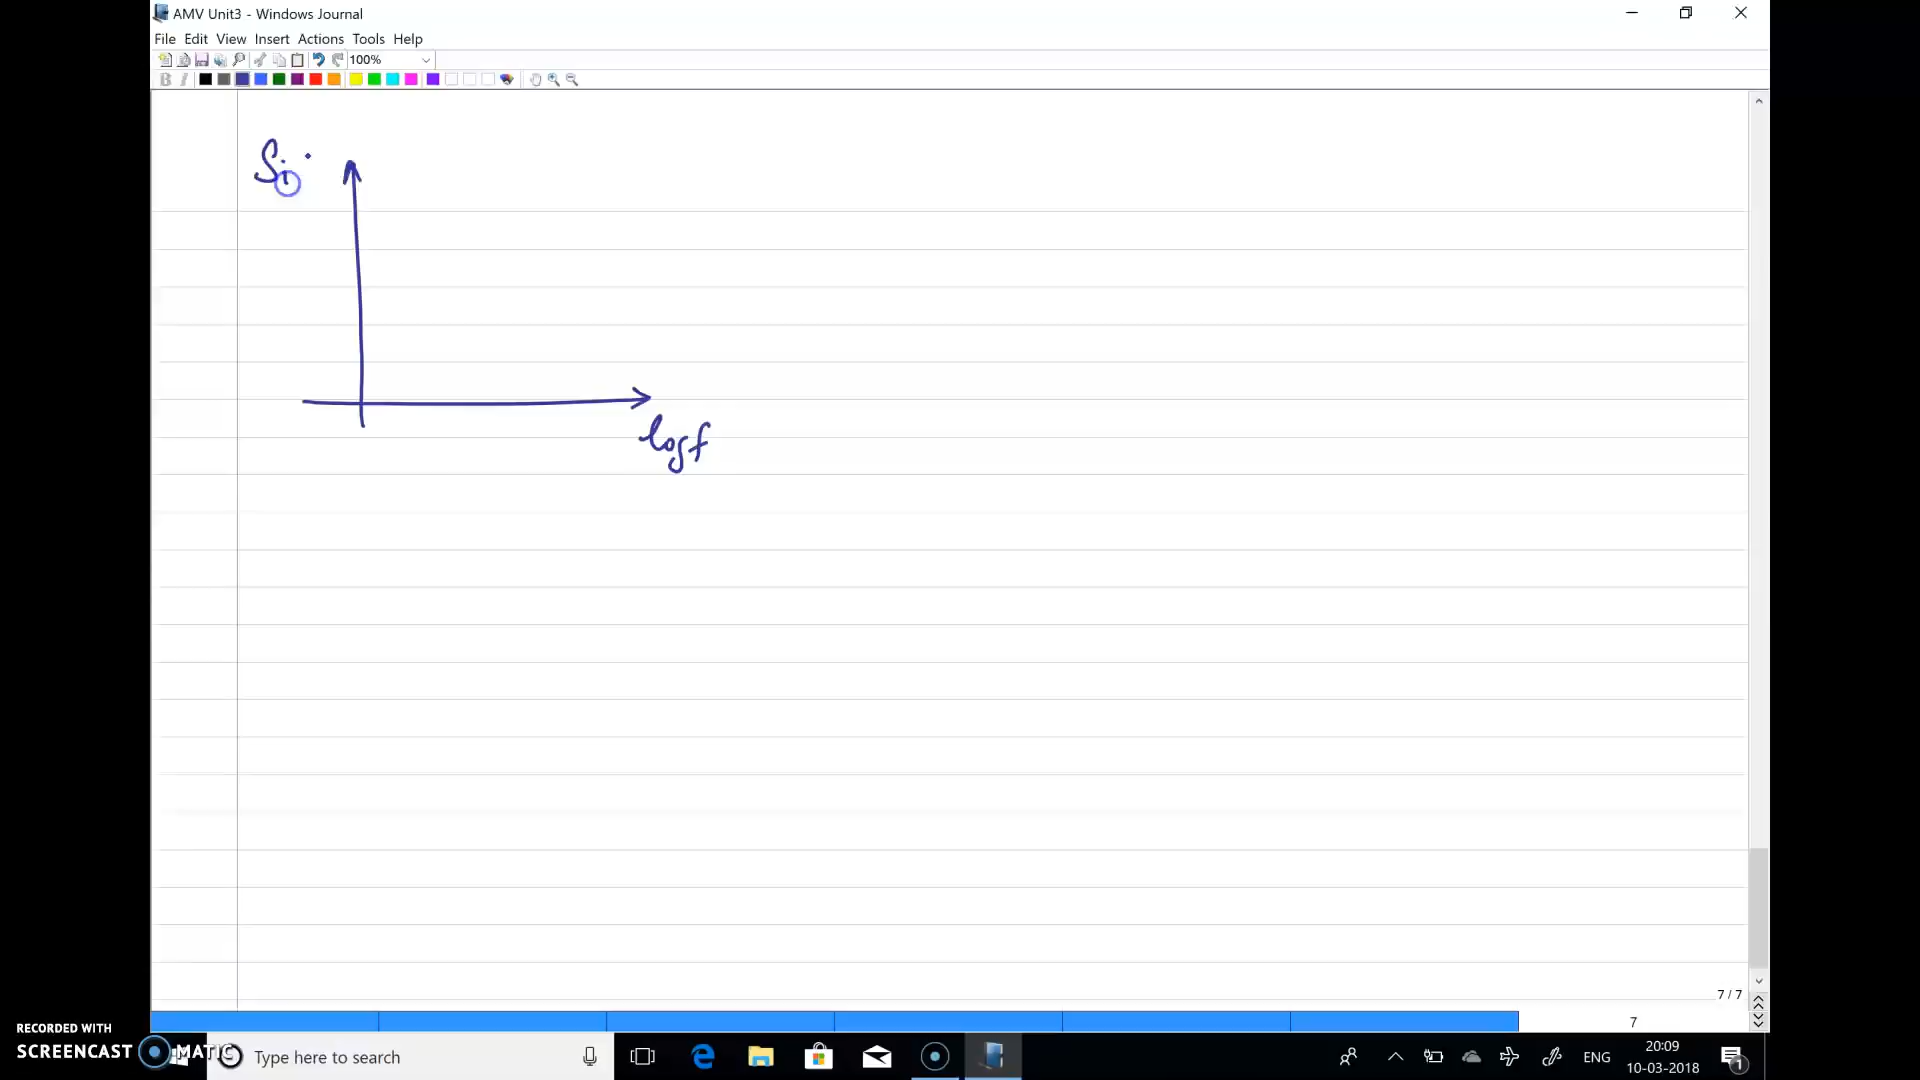 AMV Unit3 - Windows Journal
File Edit View Insert Actions Tools Help
100%
B I
Si
log f
7 / 7
7
RECORDED WITH
SCREENCAST MATIC
Type here to search
ENG
20:09
10-03-2018
1